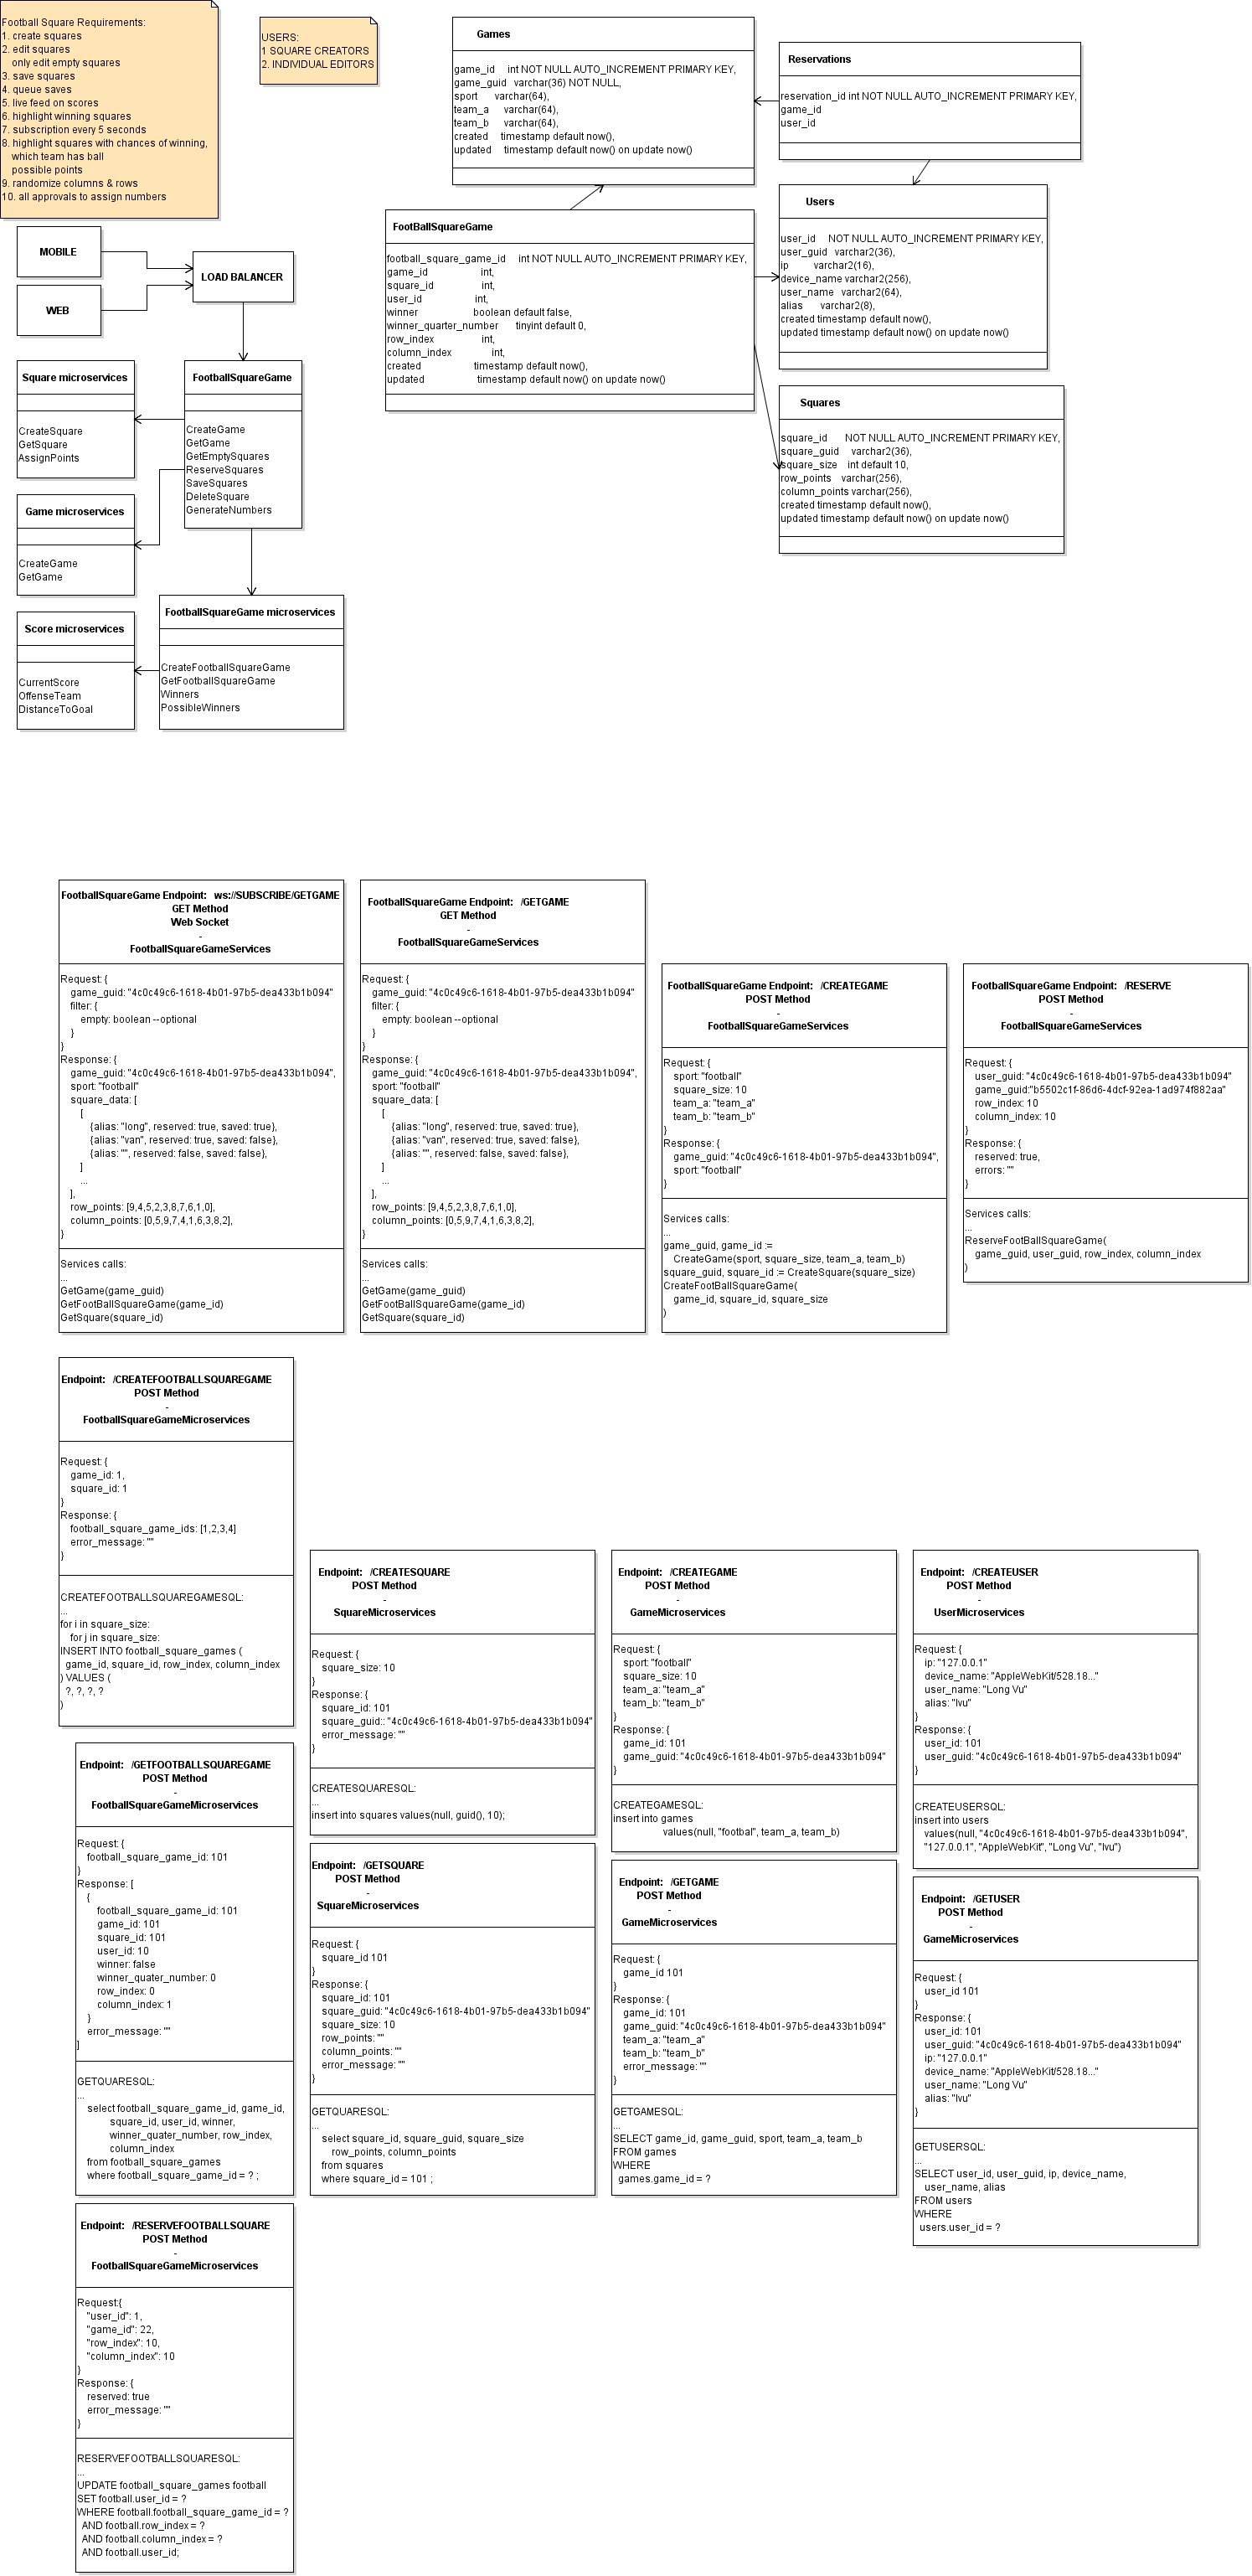 Football Square Requirements:
1. create squares
2. edit squares
only edit empty squares
3. save squares
4. queue saves
5. live feed on scores
6. highlight winning squares
7. subscription every 5 seconds
8. highlight squares with chances of winning,
which team has ball
possible points
9. randomize columns & rows
10. all approvals to assign numbers
USERS:
1 SQUARE CREATORS
2. INDIVIDUAL EDITORS
Games
game_id int NOT NULL AUTO_INCREMENT PRIMARY KEY,
game_guid varchar(36) NOT NULL,
sport varchar(64),
team_a varchar(64),
team_b varchar(64),
created timestamp default now(),
updated timestamp default now() on update now()
Reservations
reservation_id int NOT NULL AUTO_INCREMENT PRIMARY KEY,
game_id
user_id
Users
user_id NOT NULL AUTO_INCREMENT PRIMARY KEY,
user_guid varchar2(36),
ip varchar2(16),
device_name varchar2(256),
user_name varchar2(64),
alias varchar2(8),
created timestamp default now(),
updated timestamp default now() on update now()
FootBallSquareGame
football_square_game_id int NOT NULL AUTO_INCREMENT PRIMARY KEY,
game_id int,
square_id int,
user_id int,
winner boolean default false,
winner_quarter_number tinyint default 0,
row_index int,
column_index int,
created timestamp default now(),
updated timestamp default now() on update now()
Squares
square_id NOT NULL AUTO_INCREMENT PRIMARY KEY,
square_guid varchar2(36),
square_size int default 10,
row_points varchar(256),
column_points varchar(256),
created timestamp default now(),
updated timestamp default now() on update now()
MOBILE
WEB
LOAD BALANCER
Square microservices
CreateSquare
GetSquare
AssignPoints
FootballSquareGame
CreateGame
GetGame
GetEmptySquares
ReserveSquares
SaveSquares
DeleteSquare
GenerateNumbers
Game microservices
CreateGame
GetGame
Score microservices
CurrentScore
OffenseTeam
DistanceToGoal
FootballSquareGame microservices
CreateFootballSquareGame
GetFootballSquareGame
Winners
PossibleWinners
FootballSquareGame Endpoint: ws://SUBSCRIBE/GETGAME
GET Method
Web Socket
-
FootballSquareGameServices
Request: {
game_guid: "4c0c49c6-1618-4b01-97b5-dea433b1b094"
filter: {
empty: boolean --optional
}
}
Response: {
game_guid: "4c0c49c6-1618-4b01-97b5-dea433b1b094",
sport: "football"
square_data: [
[
{alias: "long", reserved: true, saved: true},
{alias: "van", reserved: true, saved: false},
{alias: "", reserved: false, saved: false},
]
...
],
row_points: [9,4,5,2,3,8,7,6,1,0],
column_points: [0,5,9,7,4,1,6,3,8,2],
}
Services calls:
...
GetGame(game_guid)
GetFootBallSquareGame(game_id)
GetSquare(square_id)
FootballSquareGame Endpoint: /GETGAME
GET Method
-
FootballSquareGameServices
Request: {
game_guid: "4c0c49c6-1618-4b01-97b5-dea433b1b094"
filter: {
empty: boolean --optional
}
}
Response: {
game_guid: "4c0c49c6-1618-4b01-97b5-dea433b1b094",
sport: "football"
square_data: [
[
{alias: "long", reserved: true, saved: true},
{alias: "van", reserved: true, saved: false},
{alias: "", reserved: false, saved: false},
]
...
],
row_points: [9,4,5,2,3,8,7,6,1,0],
column_points: [0,5,9,7,4,1,6,3,8,2],
}
Services calls:
...
GetGame(game_guid)
GetFootBallSquareGame(game_id)
GetSquare(square_id)
FootballSquareGame Endpoint: /CREATEGAME
POST Method
-
FootballSquareGameServices
Request: {
sport: "football"
square_size: 10
team_a: "team_a"
team_b: "team_b"
}
Response: {
game_guid: "4c0c49c6-1618-4b01-97b5-dea433b1b094",
sport: "football"
}
Services calls:
...
game_guid, game_id :=
CreateGame(sport, square_size, team_a, team_b)
square_guid, square_id := CreateSquare(square_size)
CreateFootBallSquareGame(
game_id, square_id, square_size
)
FootballSquareGame Endpoint: /RESERVE
POST Method
-
FootballSquareGameServices
Request: {
user_guid: "4c0c49c6-1618-4b01-97b5-dea433b1b094"
game_guid:"b5502c1f-86d6-4dcf-92ea-1ad974f882aa"
row_index: 10
column_index: 10
}
Response: {
reserved: true,
errors: ""
}
Services calls:
...
ReserveFootBallSquareGame(
game_guid, user_guid, row_index, column_index
)
Endpoint: /CREATEFOOTBALLSQUAREGAME
POST Method
-
FootballSquareGameMicroservices
Request: {
game_id: 1,
square_id: 1
}
Response: {
football_square_game_ids: [1,2,3,4]
error_message: ""
}
CREATEFOOTBALLSQUAREGAMESQL:
...
for i in square_size:
for j in square_size:
INSERT INTO football_square_games (
game_id, square_id, row_index, column_index
) VALUES (
?, ?, ?, ?
)
Endpoint: /CREATESQUARE
POST Method
-
SquareMicroservices
Request: {
square_size: 10
}
Response: {
square_id: 101
square_guid:: "4c0c49c6-1618-4b01-97b5-dea433b1b094"
error_message: ""
}
CREATESQUARESQL:
...
insert into squares values(null, guid(), 10);
Endpoint: /CREATEGAME
POST Method
-
GameMicroservices
Request: {
sport: "football"
square_size: 10
team_a: "team_a"
team_b: "team_b"
}
Response: {
game_id: 101
game_guid: "4c0c49c6-1618-4b01-97b5-dea433b1b094"
}
CREATEGAMESQL:
insert into games
values(null, "footbal", team_a, team_b)
Endpoint: /CREATEUSER
POST Method
-
UserMicroservices
Request: {
ip: "127.0.0.1"
device_name: "AppleWebKit/528.18..."
user_name: "Long Vu"
alias: "lvu"
}
Response: {
user_id: 101
user_guid: "4c0c49c6-1618-4b01-97b5-dea433b1b094"
}
CREATEUSERSQL:
insert into users
values(null, "4c0c49c6-1618-4b01-97b5-dea433b1b094",
"127.0.0.1", "AppleWebKit", "Long Vu", "lvu")
Endpoint: /GETFOOTBALLSQUAREGAME
POST Method
-
FootballSquareGameMicroservices
Request: {
football_square_game_id: 101
}
Response: [
{
football_square_game_id: 101
game_id: 101
square_id: 101
user_id: 10
winner: false
winner_quater_number: 0
row_index: 0
column_index: 1
}
error_message: ""
]
GETQUARESQL:
...
select football_square_game_id, game_id,
square_id, user_id, winner,
winner_quater_number, row_index,
column_index
from football_square_games
where football_square_game_id = ? ;
Endpoint: /GETSQUARE
POST Method
-
SquareMicroservices
Request: {
square_id 101
}
Response: {
square_id: 101
square_guid: "4c0c49c6-1618-4b01-97b5-dea433b1b094"
square_size: 10
row_points: ""
column_points: ""
error_message: ""
}
GETQUARESQL:
...
select square_id, square_guid, square_size
row_points, column_points
from squares
where square_id = 101 ;
Endpoint: /GETGAME
POST Method
-
GameMicroservices
Request: {
game_id 101
}
Response: {
game_id: 101
game_guid: "4c0c49c6-1618-4b01-97b5-dea433b1b094"
team_a: "team_a"
team_b: "team_b"
error_message: ""
}
GETGAMESQL:
...
SELECT game_id, game_guid, sport, team_a, team_b
FROM games
WHERE
games.game_id = ?
Endpoint: /GETUSER
POST Method
-
GameMicroservices
Request: {
user_id 101
}
Response: {
user_id: 101
user_guid: "4c0c49c6-1618-4b01-97b5-dea433b1b094"
ip: "127.0.0.1"
device_name: "AppleWebKit/528.18..."
user_name: "Long Vu"
alias: "lvu"
}
GETUSERSQL:
...
SELECT user_id, user_guid, ip, device_name,
user_name, alias
FROM users
WHERE
users.user_id = ?
Endpoint: /RESERVEFOOTBALLSQUARE
POST Method
-
FootballSquareGameMicroservices
Request:{
"user_id": 1,
"game_id": 22,
"row_index": 10,
"column_index": 10
}
Response: {
reserved: true
error_message: ""
}
RESERVEFOOTBALLSQUARESQL:
...
UPDATE football_square_games football
SET football.user_id = ?
WHERE football.football_square_game_id = ?
AND football.row_index = ?
AND football.column_index = ?
AND football.user_id;